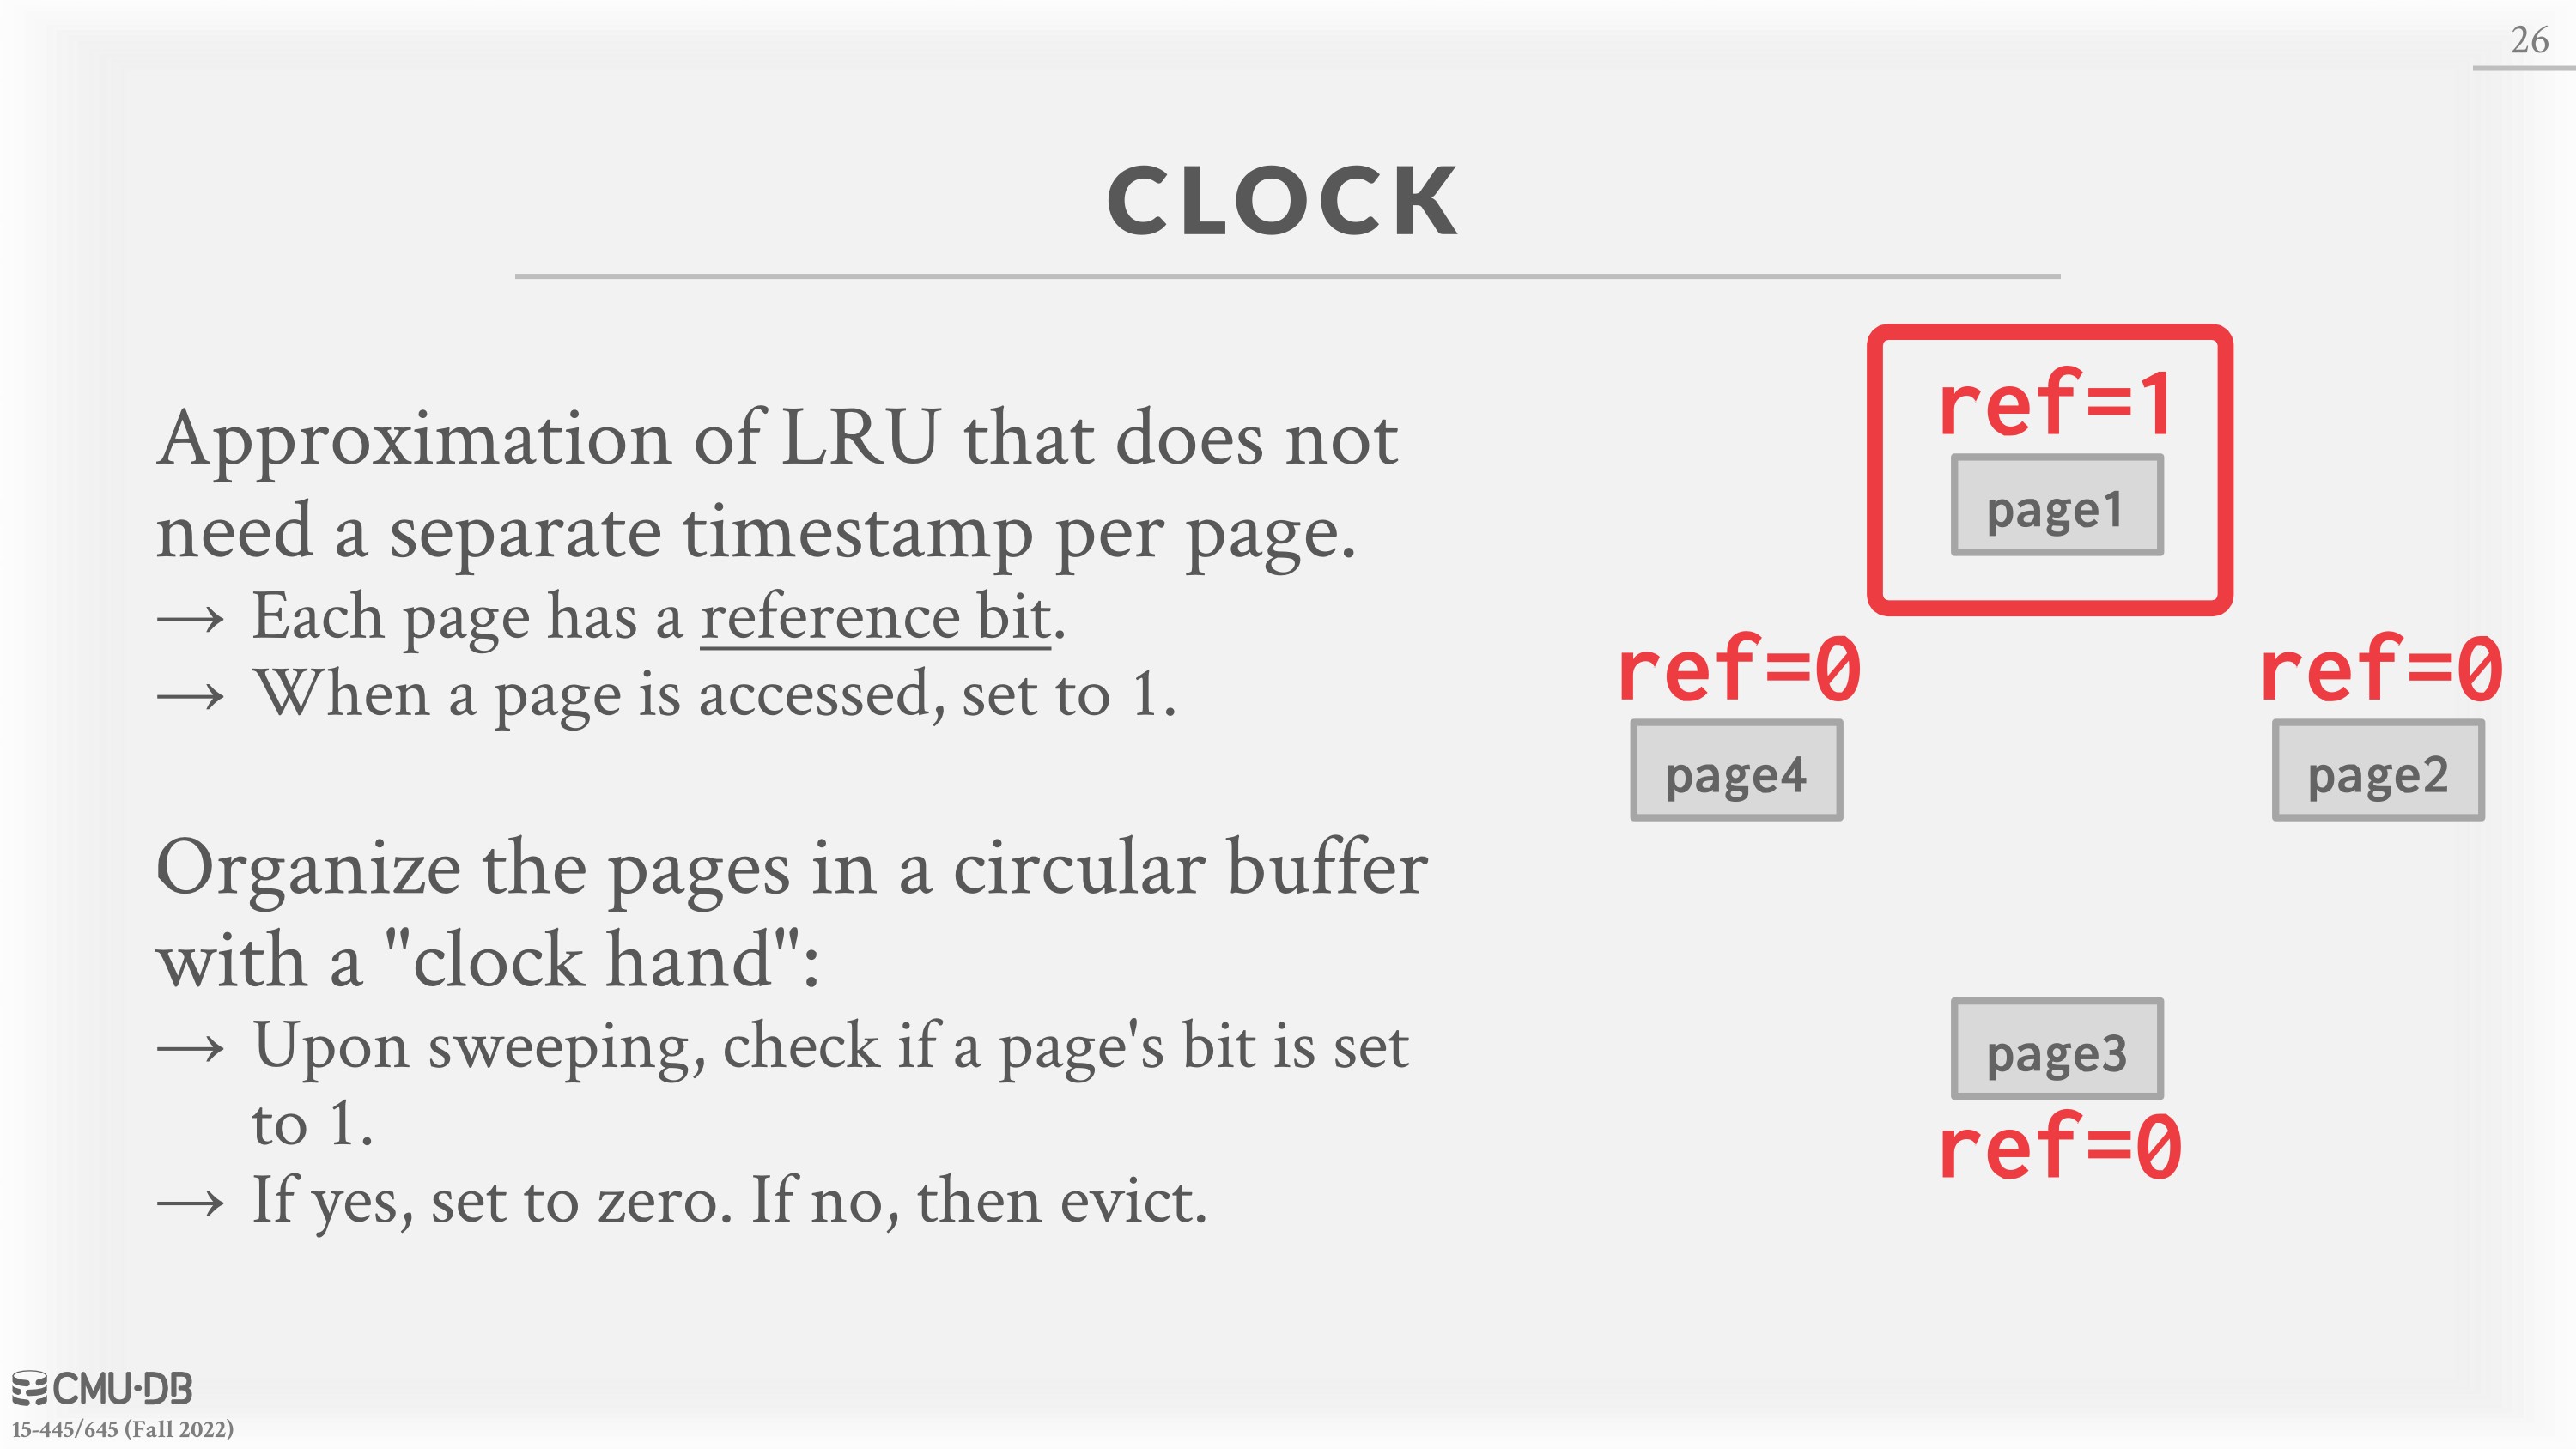 26
CLOCK
Approximation of LRU that does not
need a separate timestamp per page.
→ Each page has a reference bit.
→ When a page is accessed, set to 1.
Organize the pages in a circular buffer
with a "clock hand":
→ Upon sweeping, check if a page's bit is set
to 1.
→ If yes, set to zero. If no, then evict.
ref=1
page1
ref=0
page4
ref=0
page2
page3
ref=0
CMU·DB
15-445/645 (Fall 2022)